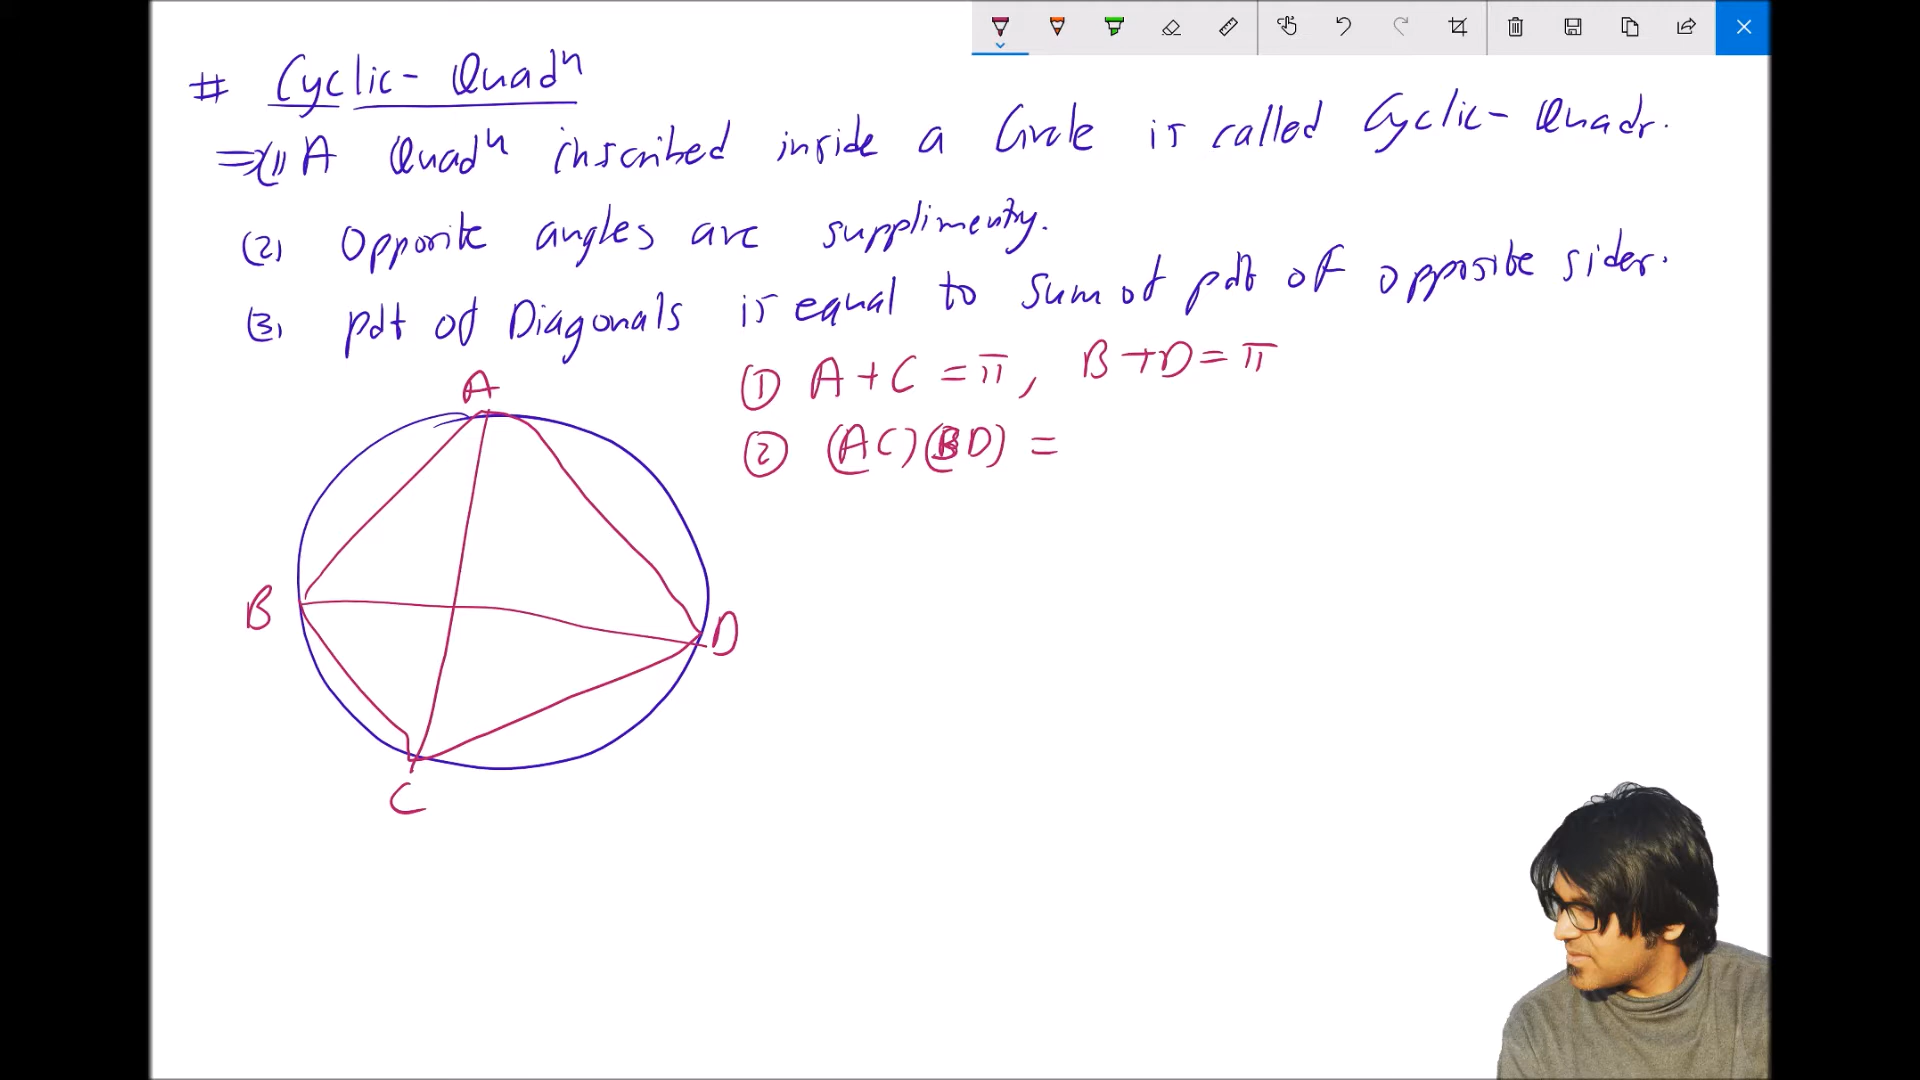 # Cyclic- Quadⁿ
⇒ (1) A Quadⁿ inscribed inside a Circle is called Cyclic- Quadr.
(2) Opposite angles are supplimentry.
(3) pdt of Diagonals is equal to Sum of pdt of opposite sides.
① A + C = π, B + D = π
② (AC)(BD) =
A
B
D
C